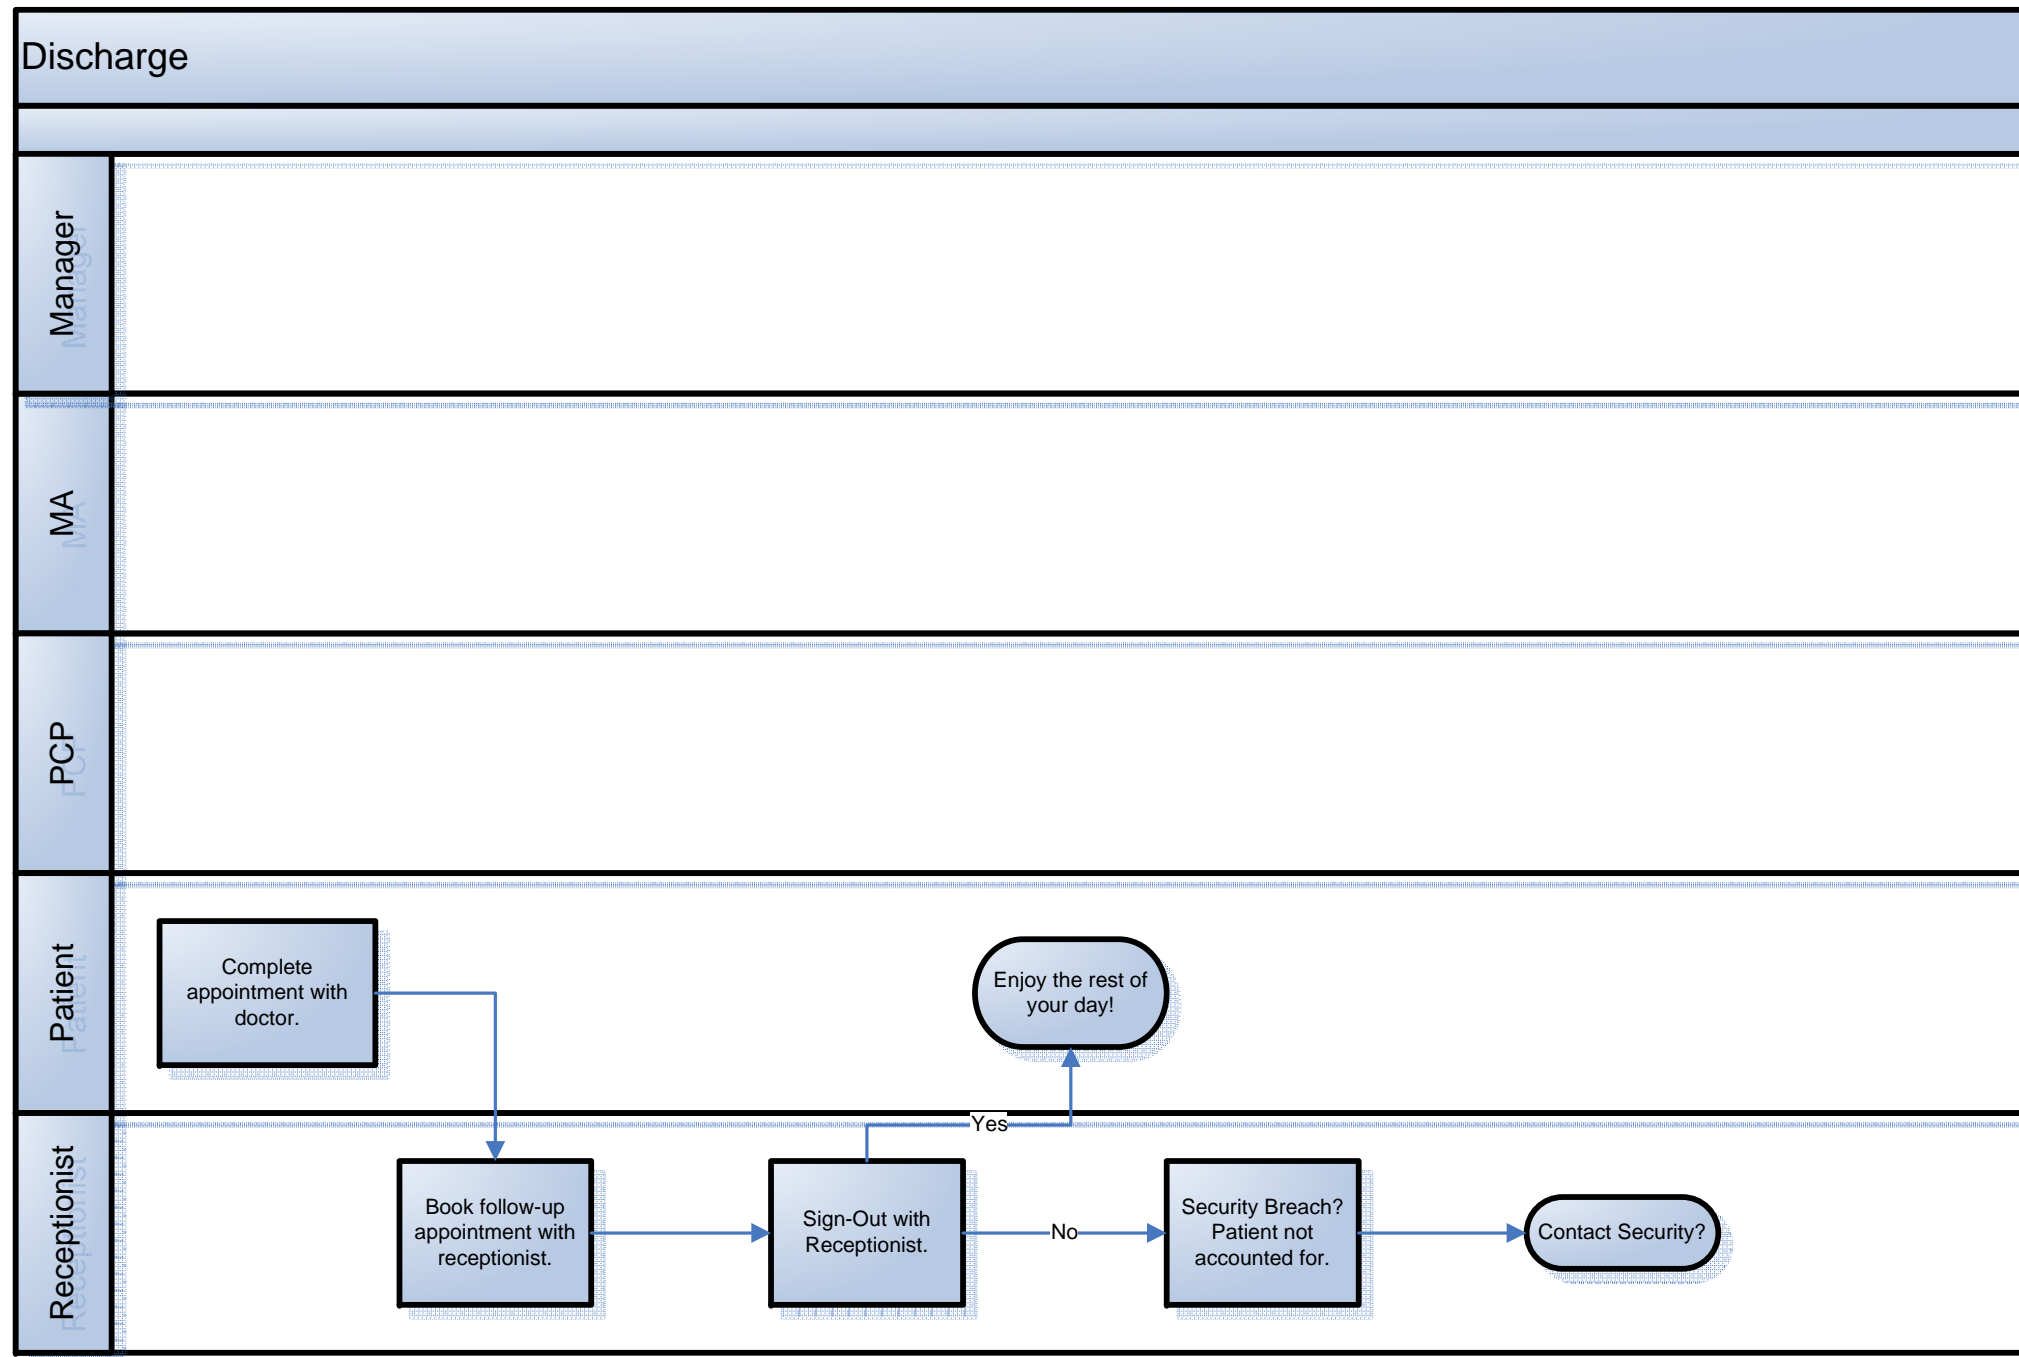 Discharge
Manager
MA
PCP
Patient
Complete
appointment with
doctor.
Enjoy the rest of
your day!
Yes
Receptionist
Book follow-up
appointment with
receptionist.
Sign-Out with
Receptionist.
No
Security Breach?
Patient not
accounted for.
Contact Security?